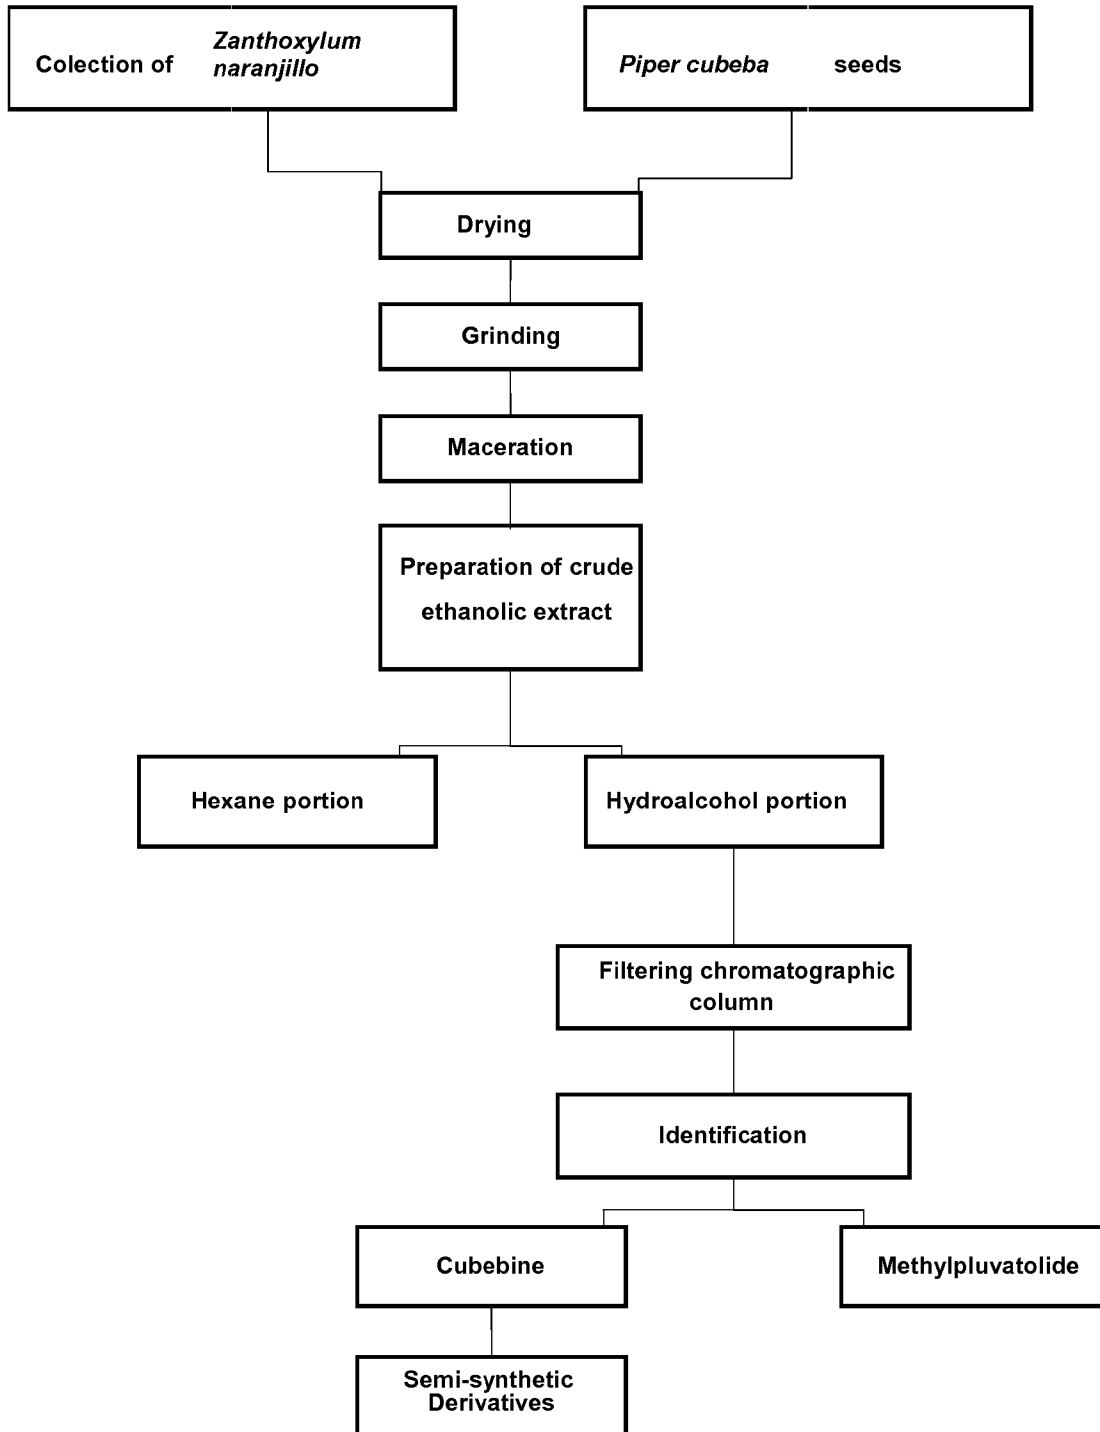 Colection of Zanthoxylum
naranjillo
Piper cubeba seeds
Drying
Grinding
Maceration
Preparation of crude
ethanolic extract
Hexane portion
Hydroalcohol portion
Filtering chromatographic
column
Identification
Cubebine
Methylpluvatolide
Semi-synthetic
Derivatives